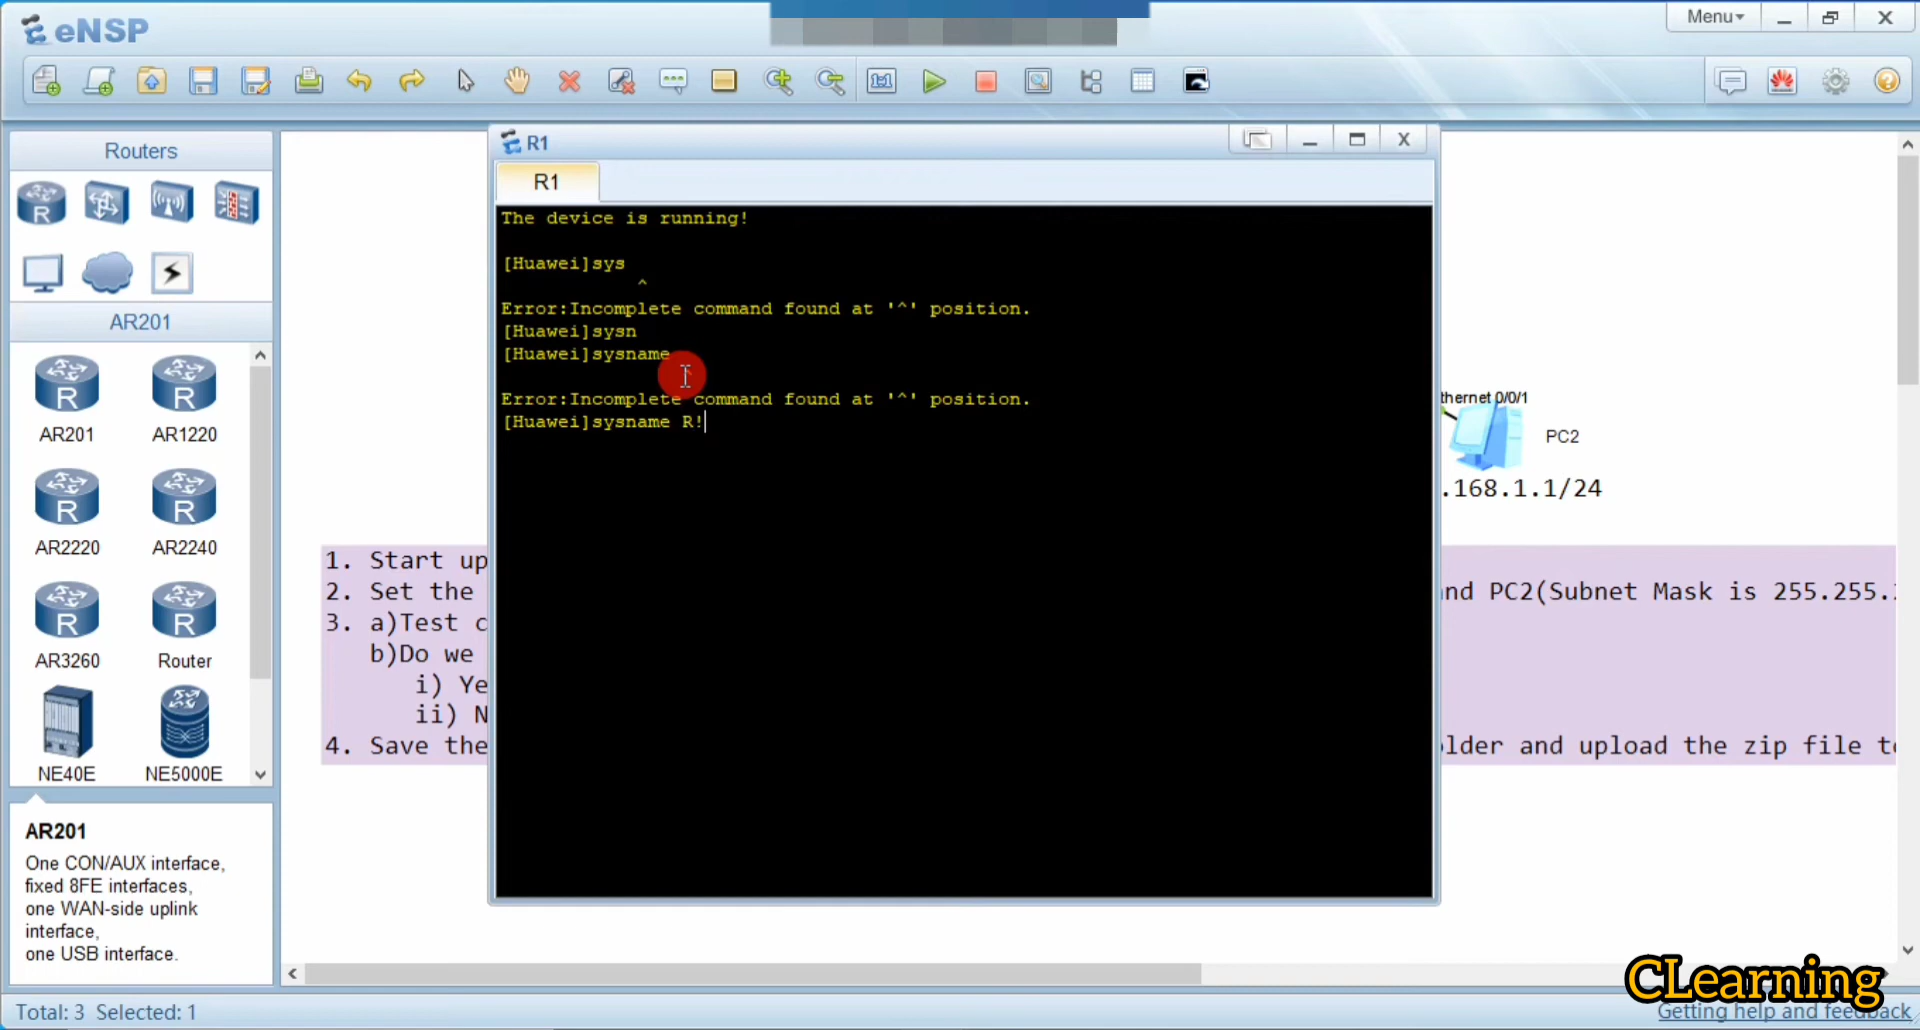 eNSP
Menu
Routers
AR201
AR201
AR1220
AR2220
AR2240
AR3260
Router
NE40E
NE5000E
AR201
One CON/AUX interface,
fixed 8FE interfaces,
one WAN-side uplink
interface,
one USB interface.
R1
R1
The device is running!
[Huawei]sys
^
Error:Incomplete command found at '^' position.
[Huawei]sysn
[Huawei]sysname
Error:Incomplete command found at '^' position.
[Huawei]sysname R!
thernet 0/0/1
PC2
.168.1.1/24
1. Start up
2. Set the nd PC2(Subnet Mask is 255.255.
3. a)Test c
b)Do we
i) Ye
ii) N
4. Save the lder and upload the zip file to
CLearning
Total: 3 Selected: 1
Getting help and feedback